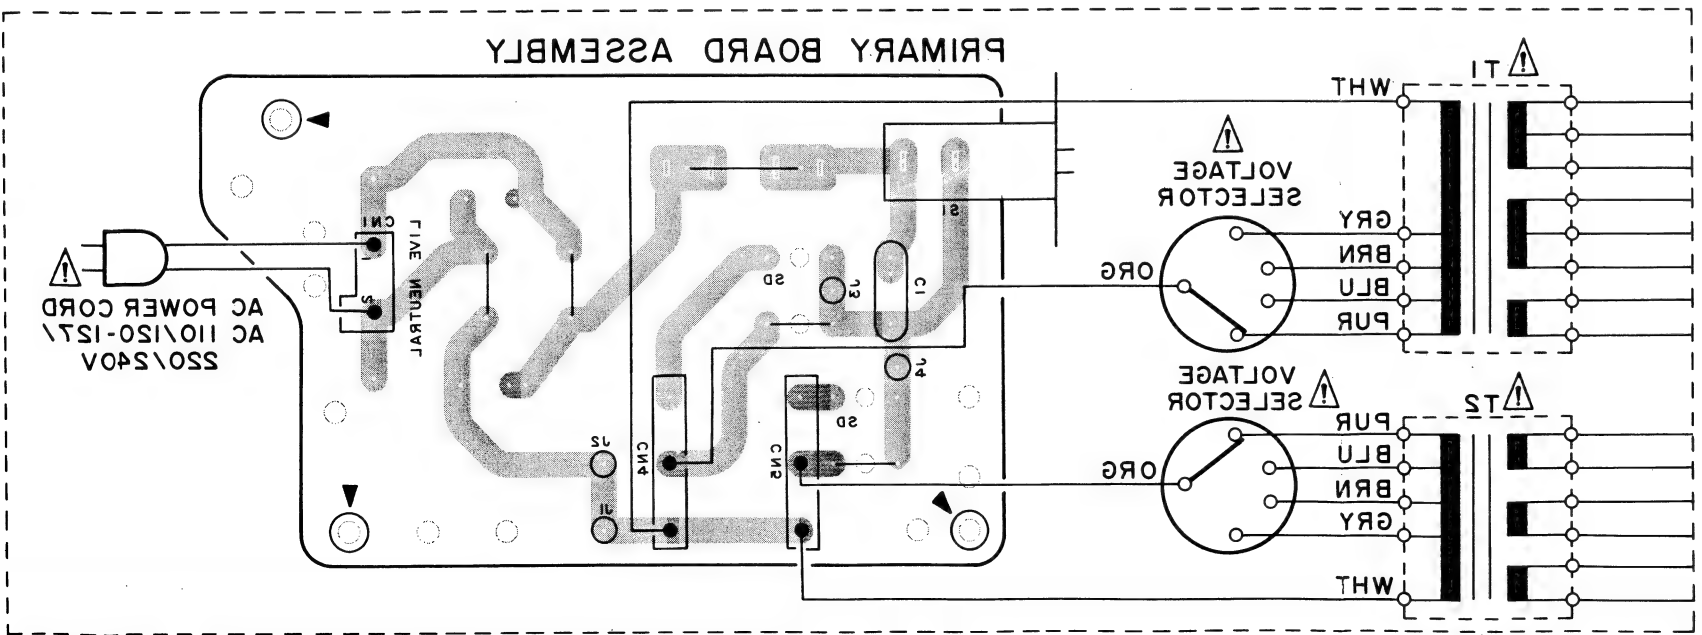 PRIMARY BOARD ASSEMBLY
T1
WHT
VOLTAGE
SELECTOR
GRY
BRN
BLU
PUR
ORG
S1
CN1
1
2
LIVE
NEUTRAL
AC POWER CORD
AC 110/120-127/
220/240V
SD
J3
C1
J4
SD
J2
J1
CN4
CN5
VOLTAGE
SELECTOR
T2
PUR
BLU
BRN
GRY
ORG
WHT